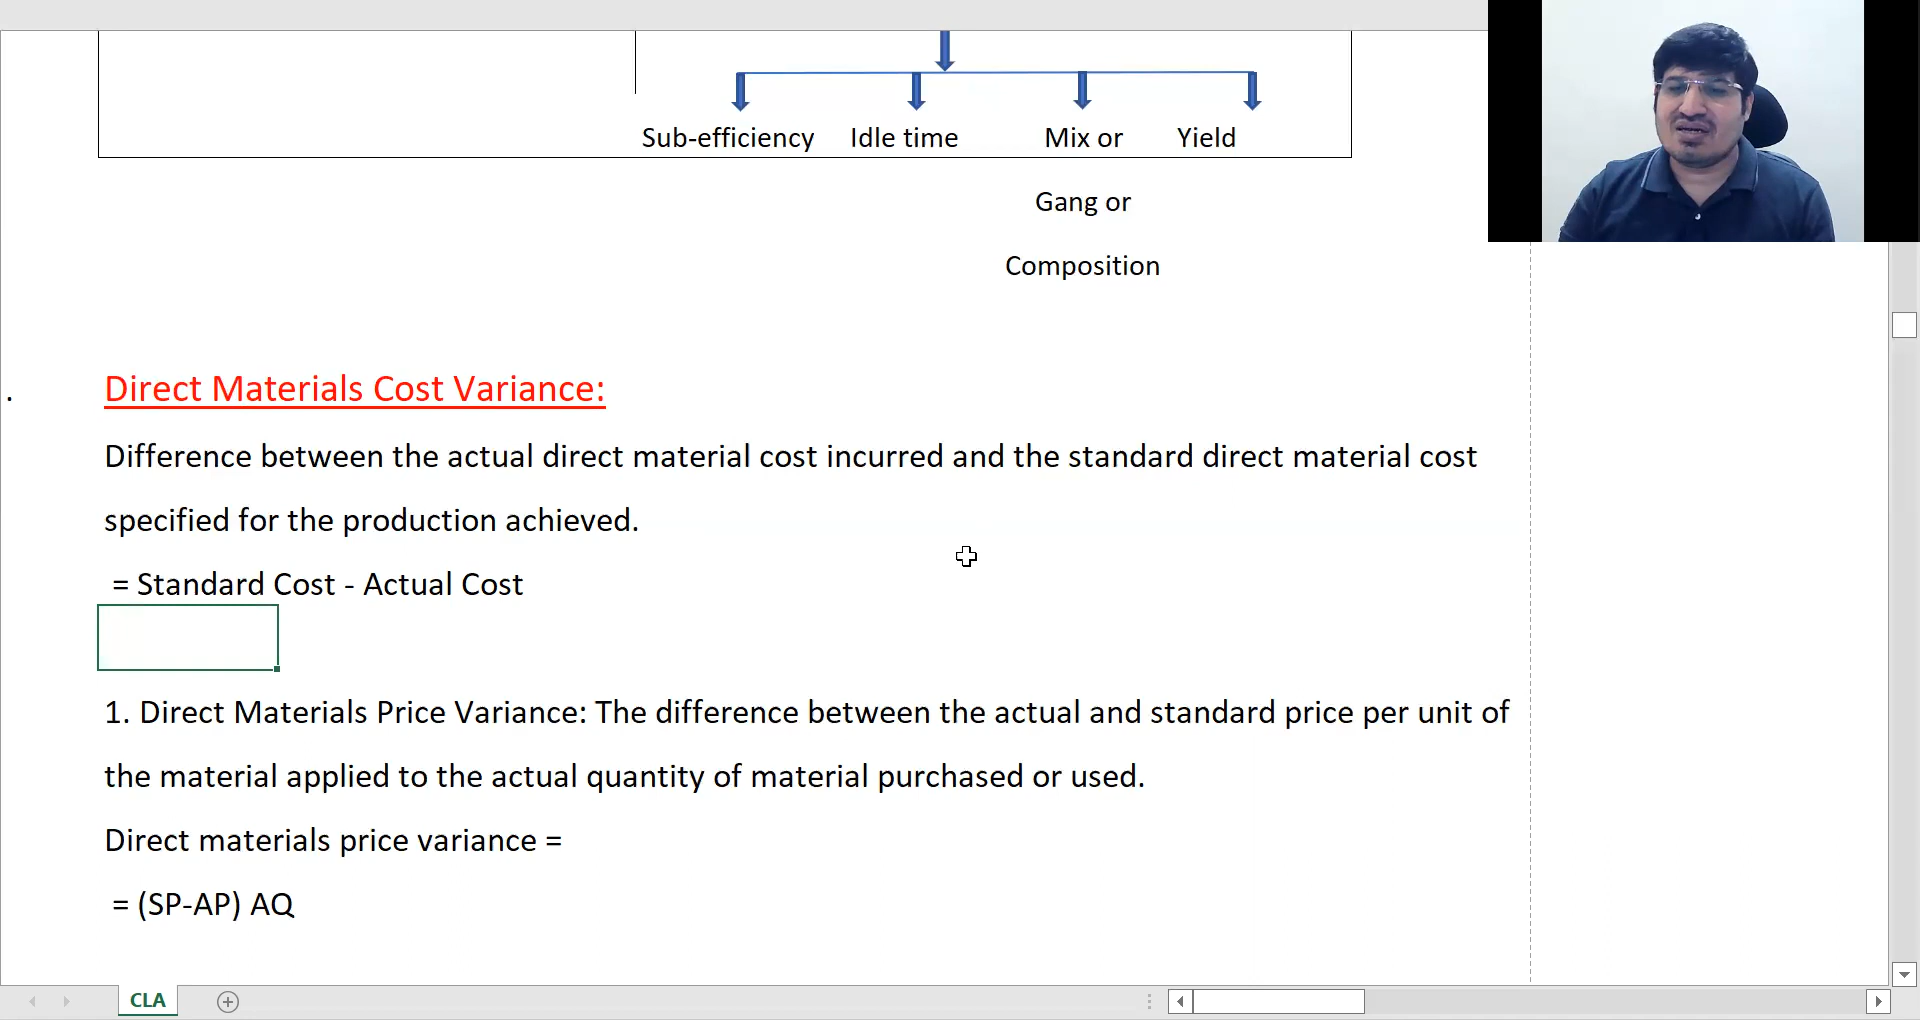 Sub-efficiency Idle time Mix or Yield
Gang or
Composition
Direct Materials Cost Variance:
.
Difference between the actual direct material cost incurred and the standard direct material cost
specified for the production achieved.
= Standard Cost - Actual Cost
1. Direct Materials Price Variance: The difference between the actual and standard price per unit of
the material applied to the actual quantity of material purchased or used.
Direct materials price variance =
= (SP-AP) AQ
CLA